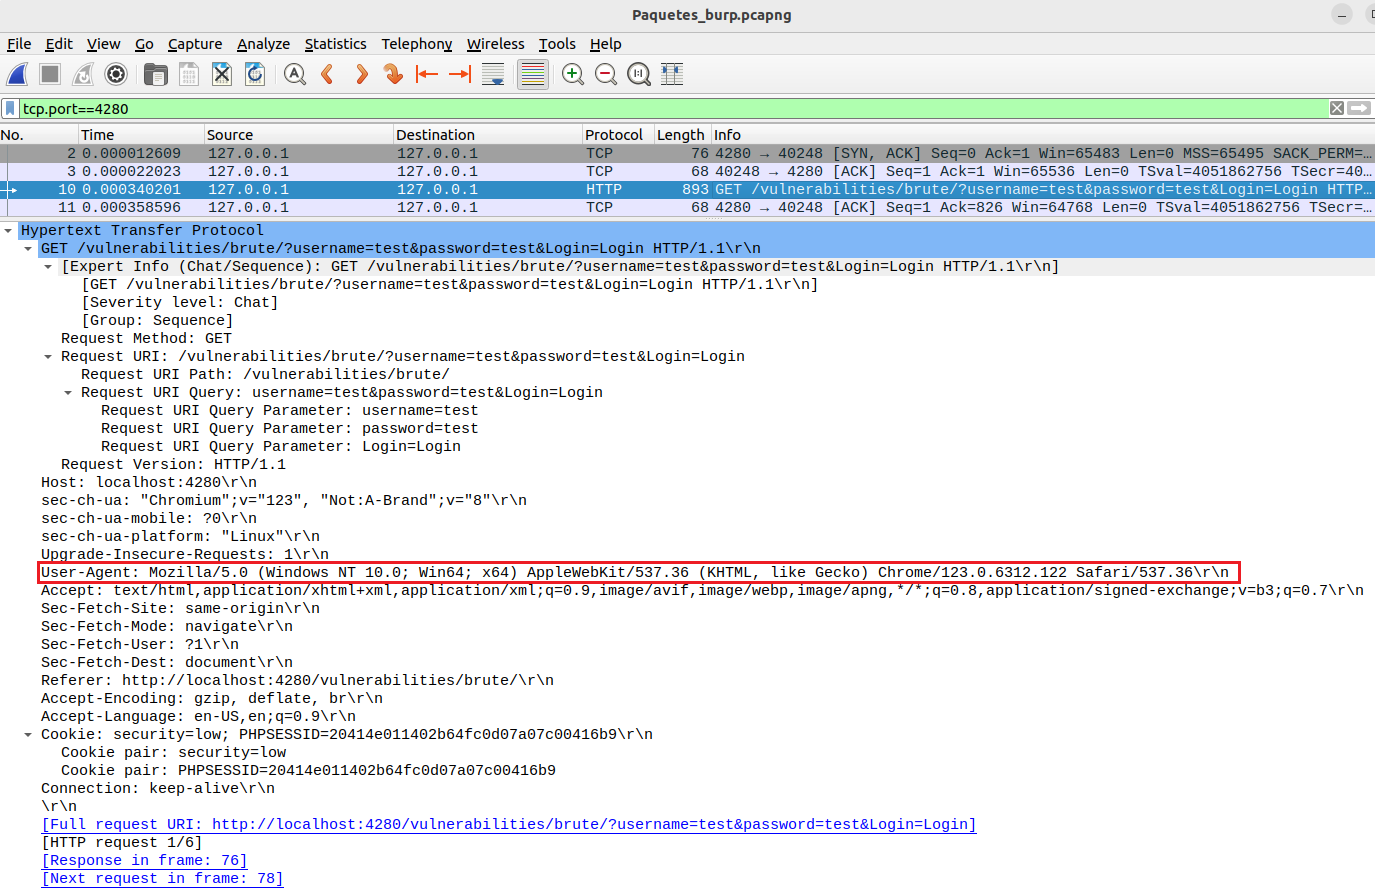 Paquetes_burp.pcapng
File Edit View Go Capture Analyze Statistics Telephony Wireless Tools Help
tcp.port==4280
No. Time Source Destination Protocol Length Info
2 0.000012609 127.0.0.1 127.0.0.1 TCP 76 4280 → 40248 [SYN, ACK] Seq=0 Ack=1 Win=65483 Len=0 MSS=65495 SACK_PERM=…
3 0.000022023 127.0.0.1 127.0.0.1 TCP 68 40248 → 4280 [ACK] Seq=1 Ack=1 Win=65536 Len=0 TSval=4051862756 TSecr=40…
10 0.000340201 127.0.0.1 127.0.0.1 HTTP 893 GET /vulnerabilities/brute/?username=test&password=test&Login=Login HTTP…
11 0.000358596 127.0.0.1 127.0.0.1 TCP 68 4280 → 40248 [ACK] Seq=1 Ack=826 Win=64768 Len=0 TSval=4051862756 TSecr=…
Hypertext Transfer Protocol
GET /vulnerabilities/brute/?username=test&password=test&Login=Login HTTP/1.1\r\n
[Expert Info (Chat/Sequence): GET /vulnerabilities/brute/?username=test&password=test&Login=Login HTTP/1.1\r\n]
[GET /vulnerabilities/brute/?username=test&password=test&Login=Login HTTP/1.1\r\n]
[Severity level: Chat]
[Group: Sequence]
Request Method: GET
Request URI: /vulnerabilities/brute/?username=test&password=test&Login=Login
Request URI Path: /vulnerabilities/brute/
Request URI Query: username=test&password=test&Login=Login
Request URI Query Parameter: username=test
Request URI Query Parameter: password=test
Request URI Query Parameter: Login=Login
Request Version: HTTP/1.1
Host: localhost:4280\r\n
sec-ch-ua: "Chromium";v="123", "Not:A-Brand";v="8"\r\n
sec-ch-ua-mobile: ?0\r\n
sec-ch-ua-platform: "Linux"\r\n
Upgrade-Insecure-Requests: 1\r\n
User-Agent: Mozilla/5.0 (Windows NT 10.0; Win64; x64) AppleWebKit/537.36 (KHTML, like Gecko) Chrome/123.0.6312.122 Safari/537.36\r\n
Accept: text/html,application/xhtml+xml,application/xml;q=0.9,image/avif,image/webp,image/apng,*/*;q=0.8,application/signed-exchange;v=b3;q=0.7\r\n
Sec-Fetch-Site: same-origin\r\n
Sec-Fetch-Mode: navigate\r\n
Sec-Fetch-User: ?1\r\n
Sec-Fetch-Dest: document\r\n
Referer: http://localhost:4280/vulnerabilities/brute/\r\n
Accept-Encoding: gzip, deflate, br\r\n
Accept-Language: en-US,en;q=0.9\r\n
Cookie: security=low; PHPSESSID=20414e011402b64fc0d07a07c00416b9\r\n
Cookie pair: security=low
Cookie pair: PHPSESSID=20414e011402b64fc0d07a07c00416b9
Connection: keep-alive\r\n
\r\n
[Full request URI: http://localhost:4280/vulnerabilities/brute/?username=test&password=test&Login=Login]
[HTTP request 1/6]
[Response in frame: 76]
[Next request in frame: 78]